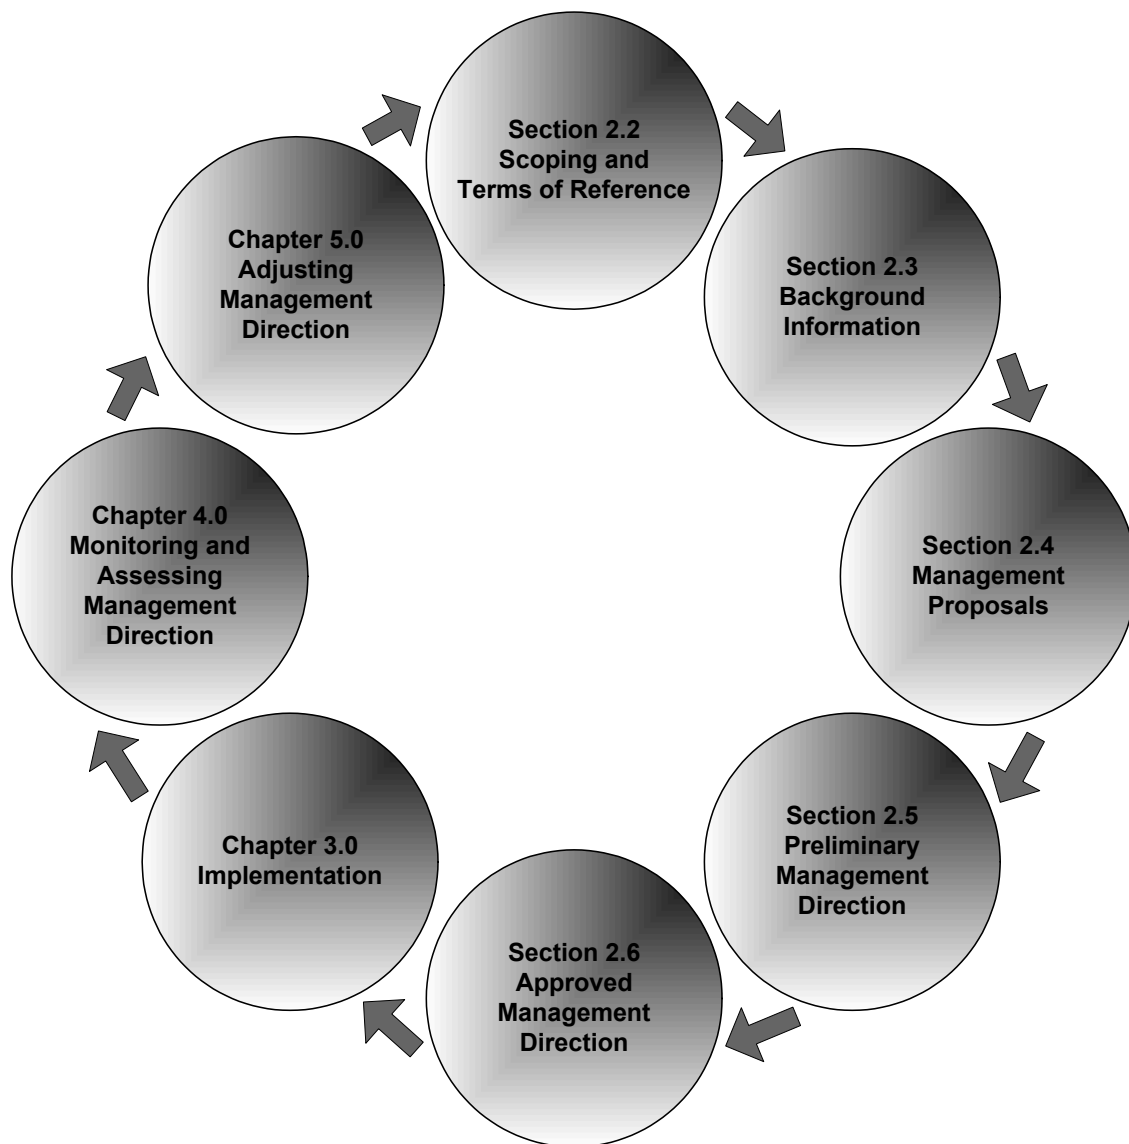 Section 2.2
Scoping and
Terms of Reference
Section 2.3
Background
Information
Section 2.4
Management
Proposals
Section 2.5
Preliminary
Management
Direction
Section 2.6
Approved
Management
Direction
Chapter 3.0
Implementation
Chapter 4.0
Monitoring and
Assessing
Management
Direction
Chapter 5.0
Adjusting
Management
Direction